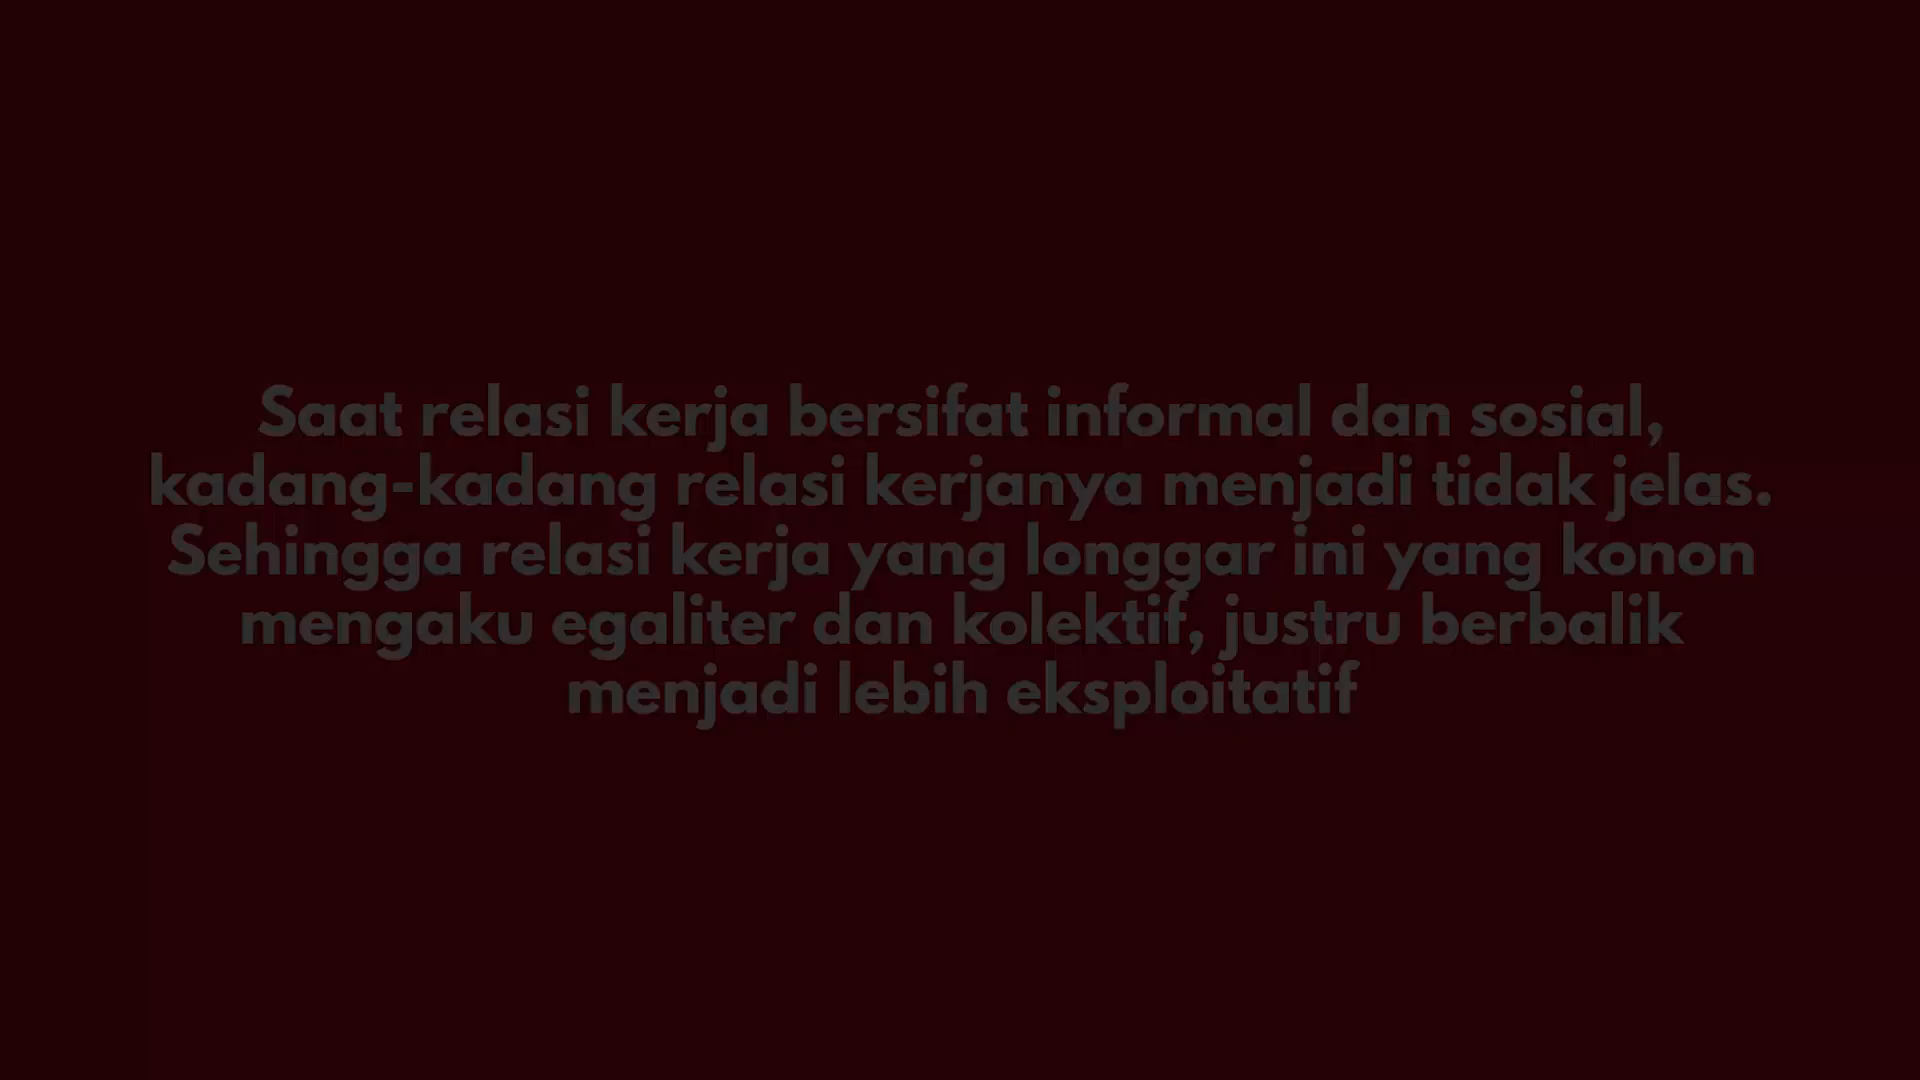 Saat relasi kerja bersifat informal dan sosial,
kadang-kadang relasi kerjanya menjadi tidak jelas.
Sehingga relasi kerja yang longgar ini yang konon
mengaku egaliter dan kolektif, justru berbalik
menjadi lebih eksploitatif